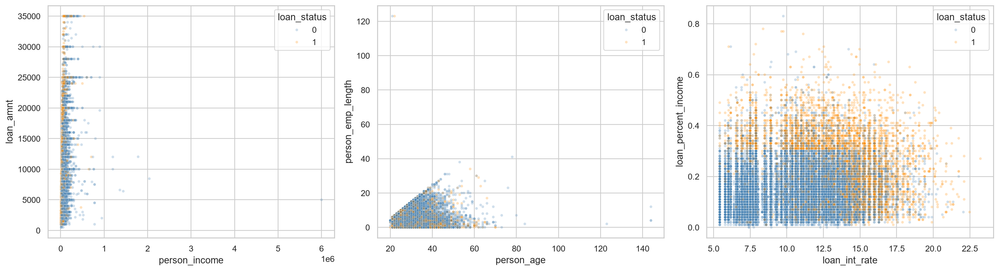 loan_amnt
35000
30000
25000
20000
15000
10000
5000
0
loan_status
0
1
0 1 2 3 4 5 6
1e6
person_income
person_emp_length
120
100
80
60
40
20
0
loan_status
0
1
20 40 60 80 100 120 140
person_age
loan_percent_income
0.8
0.6
0.4
0.2
0.0
loan_status
0
1
5.0 7.5 10.0 12.5 15.0 17.5 20.0 22.5
loan_int_rate